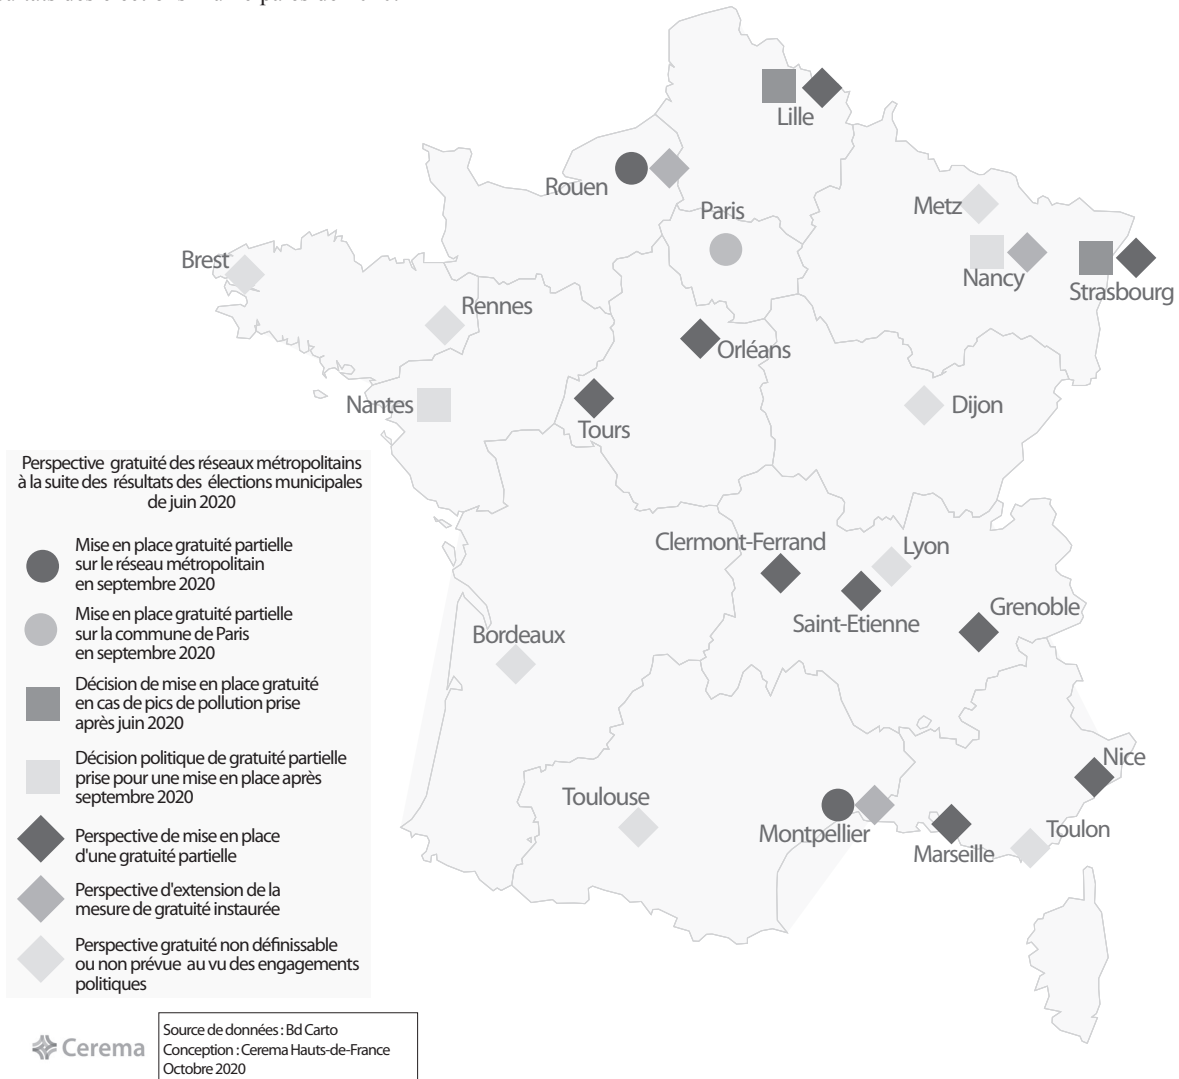 Lille
Rouen
Paris
Metz
Nancy
Strasbourg
Brest
Rennes
Orléans
Nantes
Tours
Dijon
Perspective gratuité des réseaux métropolitains
à la suite des résultats des élections municipales
de juin 2020
Mise en place gratuité partielle
sur le réseau métropolitain
en septembre 2020
Mise en place gratuité partielle
sur la commune de Paris
en septembre 2020
Décision de mise en place gratuité
en cas de pics de pollution prise
après juin 2020
Décision politique de gratuité partielle
prise pour une mise en place après
septembre 2020
Perspective de mise en place
d'une gratuité partielle
Perspective d'extension de la
mesure de gratuité instaurée
Perspective gratuité non définissable
ou non prévue au vu des engagements
politiques
Clermont-Ferrand
Lyon
Saint-Etienne
Grenoble
Bordeaux
Toulouse
Montpellier
Marseille
Nice
Toulon
Cerema
Source de données : Bd Carto
Conception : Cerema Hauts-de-France
Octobre 2020